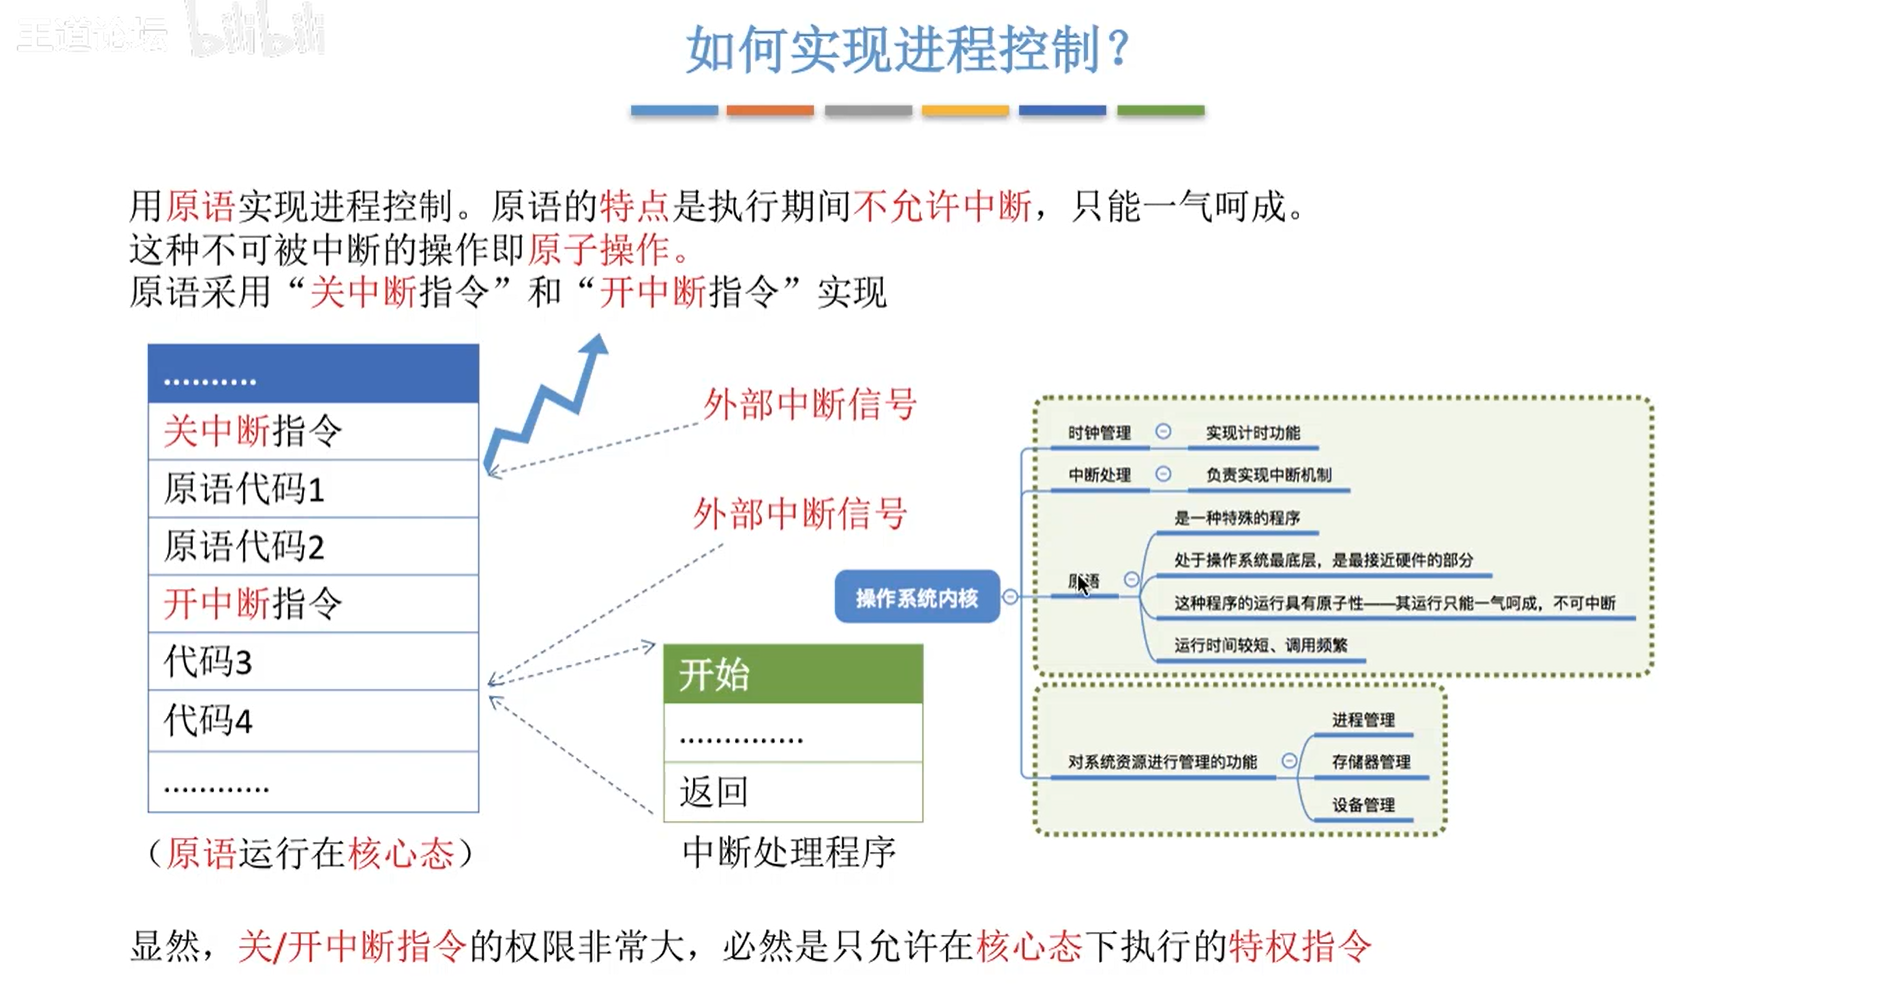 王道论坛 bilibili
如何实现进程控制？
用原语实现进程控制。原语的特点是执行期间不允许中断，只能一气呵成。
这种不可被中断的操作即原子操作。
原语采用“关中断指令”和“开中断指令”实现
..........
关中断指令
原语代码1
原语代码2
开中断指令
代码3
代码4
............
（原语运行在核心态）
外部中断信号
外部中断信号
开始
..............
返回
中断处理程序
操作系统内核
时钟管理
实现计时功能
中断处理
负责实现中断机制
原语
是一种特殊的程序
处于操作系统最底层，是最接近硬件的部分
这种程序的运行具有原子性——其运行只能一气呵成，不可中断
运行时间较短、调用频繁
对系统资源进行管理的功能
进程管理
存储器管理
设备管理
显然，关/开中断指令的权限非常大，必然是只允许在核心态下执行的特权指令